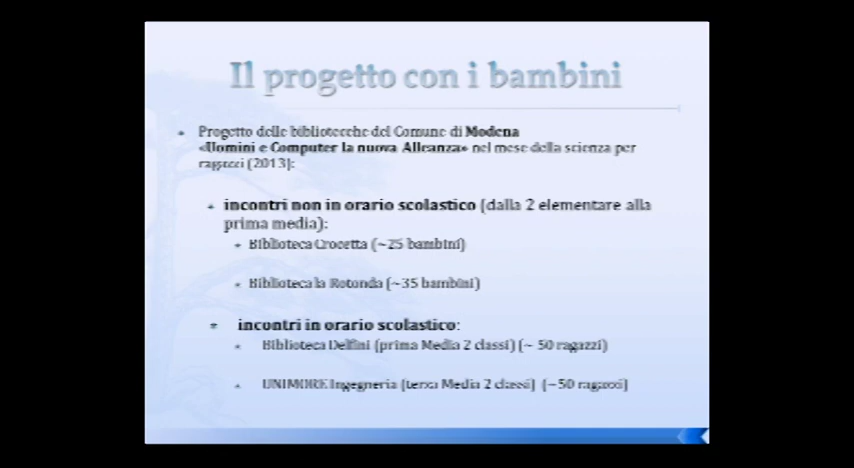 Il progetto con i bambini
Progetto delle biblioteche del Comune di Modena
«Uomini e Computer la nuova Alleanza» nel mese della scienza per
ragazzi (2013):
incontri non in orario scolastico (dalla 2 elementare alla
prima media):
Biblioteca Crocetta (~25 bambini)
Biblioteca la Rotonda (~35 bambini)
incontri in orario scolastico:
Biblioteca Delfini (prima Media 2 classi) (~ 50 ragazzi)
UNIMORE Ingegneria (terza Media 2 classi) (~50 ragazzi)